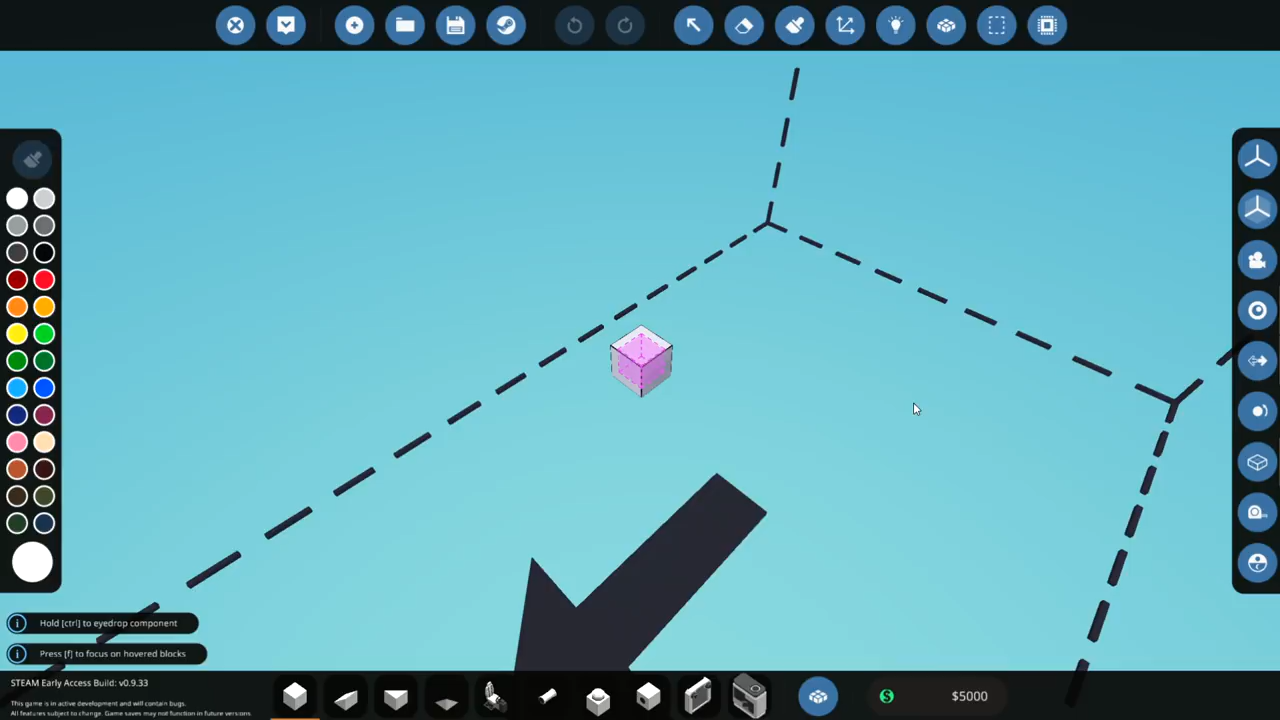 Hold [ctrl] to eyedrop component
Press [f] to focus on hovered blocks
STEAM Early Access Build: v0.9.33
This game is in active development and will contain bugs.
All features subject to change. Game saves may not function in future versions
$5000